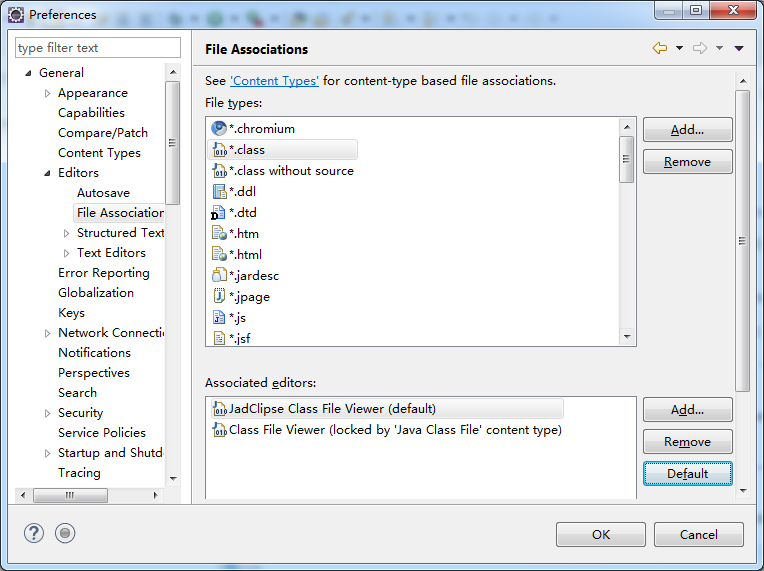 Preferences
type filter text
General
Appearance
Capabilities
Compare/Patch
Content Types
Editors
Autosave
File Association
Structured Text
Text Editors
Error Reporting
Globalization
Keys
Network Connecti
Notifications
Perspectives
Search
Security
Service Policies
Startup and Shutd
Tracing
File Associations
See 'Content Types' for content-type based file associations.
File types:
*.chromium
*.class
*.class without source
*.ddl
*.dtd
*.htm
*.html
*.jardesc
*.jpage
*.js
*.jsf
Add...
Remove
Associated editors:
JadClipse Class File Viewer (default)
Class File Viewer (locked by 'Java Class File' content type)
Add...
Remove
Default
OK
Cancel